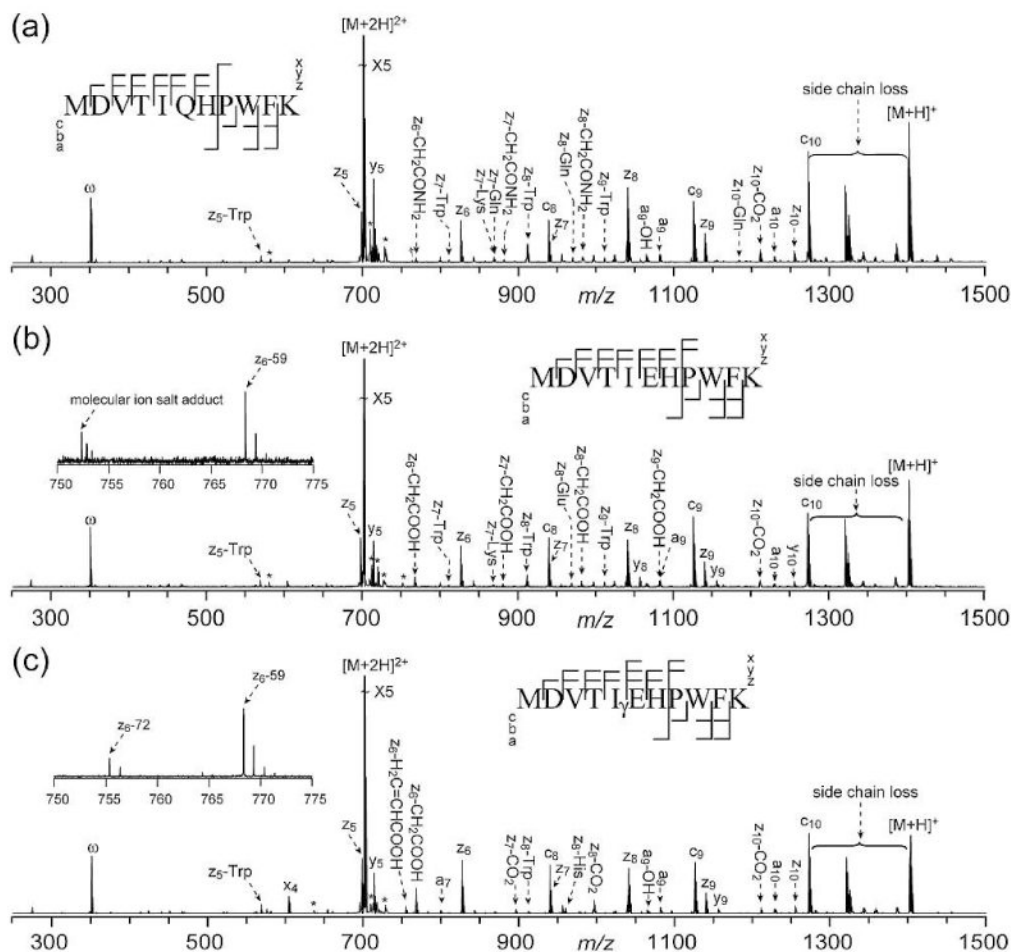 (a)
[M+2H]²⁺
X5
x
y
z
MDVTIQHPWFK
c
b
a
ω
z₅-Trp
*
z₅
y₅
*
*
z₆-CH₂CONH₂
z₇-Trp
z₆
z₇-Lys
z₇-Gln
z₇-CH₂CONH₂
z₈-Trp
c₆
z₇
z₈-Gln
z₈-CH₂CONH₂
z₉-Trp
z₈
a₉-OH
a₉
c₉
z₉
z₁₀-Gln
z₁₀-CO₂
a₁₀
z₁₀
c₁₀
side chain loss
[M+H]⁺
300 500 700 900 m/z 1100 1300 1500
(b)
[M+2H]²⁺
X5
x
y
z
MDVTIEHPWFK
c
b
a
z₆-59
molecular ion salt adduct
750 755 760 765 770 775
ω
z₅-Trp
*
z₅
y₅
*
*
*
z₆-CH₂COOH
z₇-Trp
z₆
z₇-Lys
z₇-CH₂COOH
z₈-Trp
c₈
z₇
z₈-Glu
z₈-CH₂COOH
z₉-Trp
z₈
y₈
z₉-CH₂COOH
a₉
c₉
z₉
y₉
z₁₀-CO₂
a₁₀
y₁₀
c₁₀
side chain loss
[M+H]⁺
300 500 700 900 m/z 1100 1300 1500
(c)
[M+2H]²⁺
X5
x
y
z
MDVTIγEHPWFK
c
b
a
z₆-59
z₆-72
750 755 760 765 770 775
ω
z₅-Trp
x₄
*
z₅
y₅
*
*
z₆-H₂C=CHCOOH
z₆-CH₂COOH
a₇
z₆
z₇-CO₂
z₈-Trp
c₈
z₇
z₈-His
z₈-CO₂
z₈
a₉-OH
a₉
c₉
z₉
y₉
z₁₀-CO₂
a₁₀
z₁₀
c₁₀
side chain loss
[M+H]⁺
300 500 700 900 m/z 1100 1300 1500